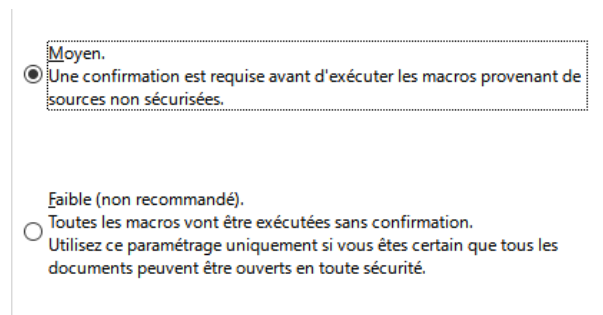 Moyen.
Une confirmation est requise avant d'exécuter les macros provenant de
sources non sécurisées.
Faible (non recommandé).
Toutes les macros vont être exécutées sans confirmation.
Utilisez ce paramétrage uniquement si vous êtes certain que tous les
documents peuvent être ouverts en toute sécurité.